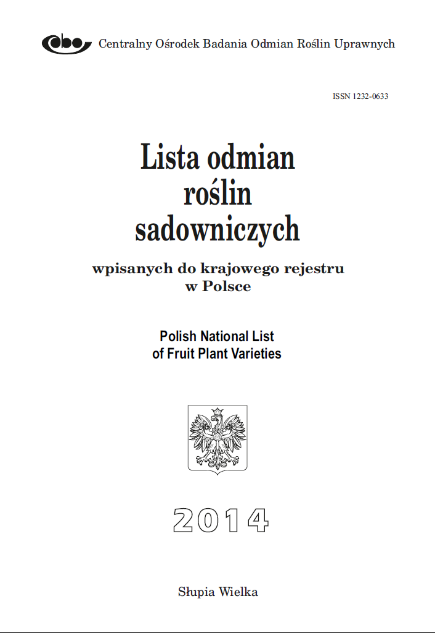 cobo Centralny Ośrodek Badania Odmian Roślin Uprawnych
ISSN 1232-0633
Lista odmian
roślin
sadowniczych
wpisanych do krajowego rejestru
w Polsce
Polish National List
of Fruit Plant Varieties
2014
Słupia Wielka